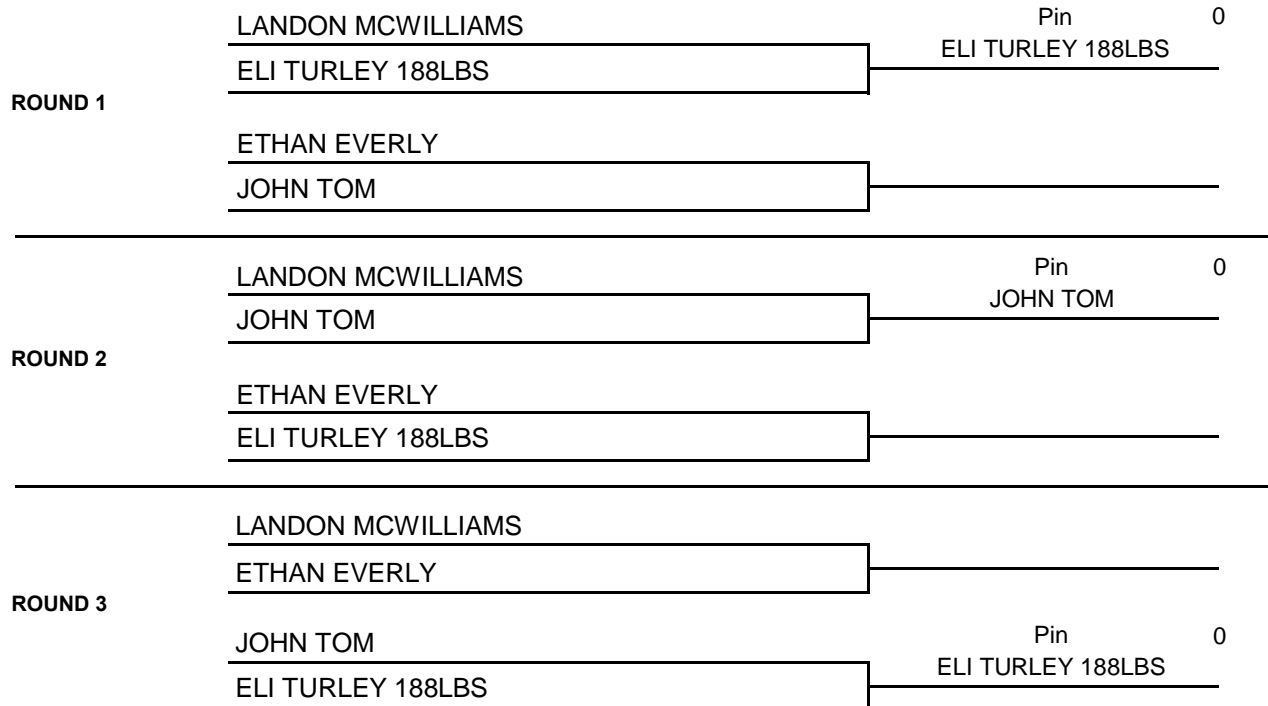 LANDON MCWILLIAMS
Pin 0
ELI TURLEY 188LBS
ELI TURLEY 188LBS
ROUND 1
ETHAN EVERLY
JOHN TOM
LANDON MCWILLIAMS
Pin 0
JOHN TOM
JOHN TOM
ROUND 2
ETHAN EVERLY
ELI TURLEY 188LBS
LANDON MCWILLIAMS
ETHAN EVERLY
ROUND 3
JOHN TOM
Pin 0
ELI TURLEY 188LBS
ELI TURLEY 188LBS